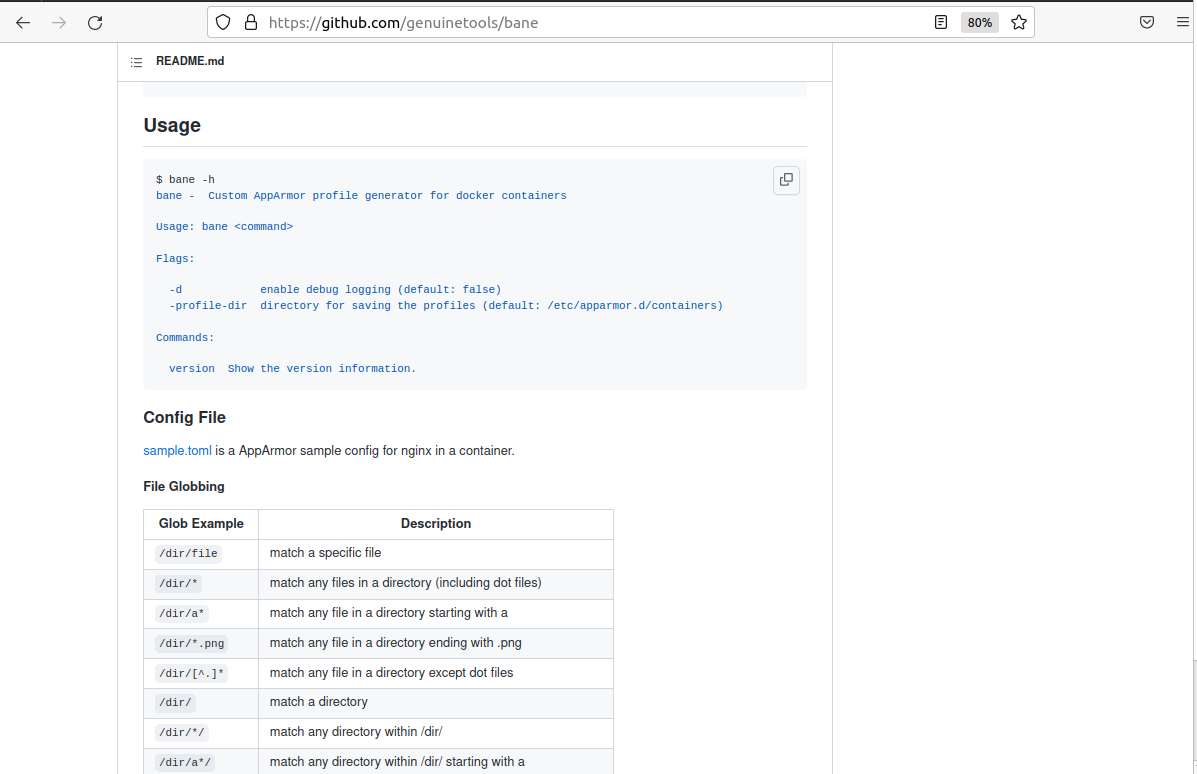 https://github.com/genuinetools/bane
80%
README.md
Usage
$ bane -h
bane -  Custom AppArmor profile generator for docker containers
Usage: bane <command>
Flags:
-d          enable debug logging (default: false)
-profile-dir  directory for saving the profiles (default: /etc/apparmor.d/containers)
Commands:
version  Show the version information.
Config File
sample.toml is a AppArmor sample config for nginx in a container.
File Globbing
Glob Example Description
/dir/file match a specific file
/dir/* match any files in a directory (including dot files)
/dir/a* match any file in a directory starting with a
/dir/*.png match any file in a directory ending with .png
/dir/[^.]* match any file in a directory except dot files
/dir/ match a directory
/dir/*/ match any directory within /dir/
/dir/a*/ match any directory within /dir/ starting with a